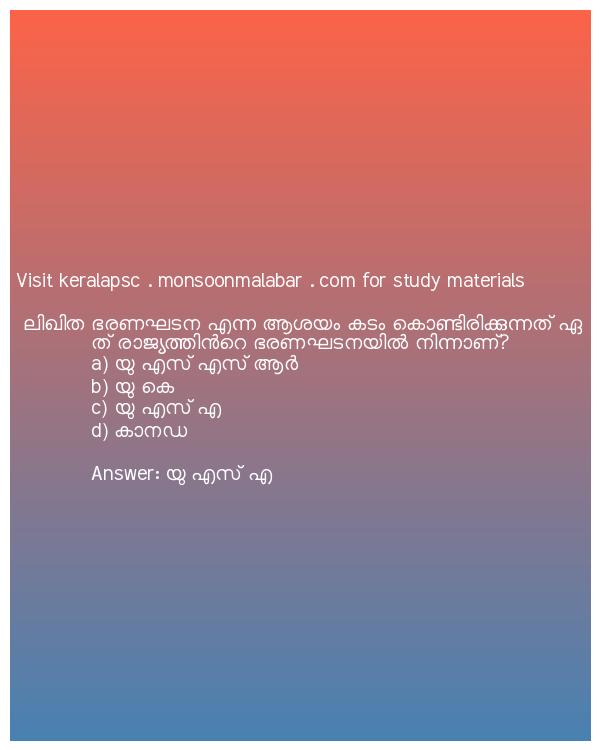 Visit keralapsc . monsoonmalabar . com for study materials
ലിഖിത ഭരണഘടന എന്ന ആശയം കടം കൊണ്ടിരിക്കുന്നത് ഏ
ത് രാജ്യത്തിൻറെ ഭരണഘടനയിൽ നിന്നാണ്?
a) യു എസ് എസ് ആർ
b) യു കെ
c) യു എസ് എ
d) കാനഡ
Answer: യു എസ് എ